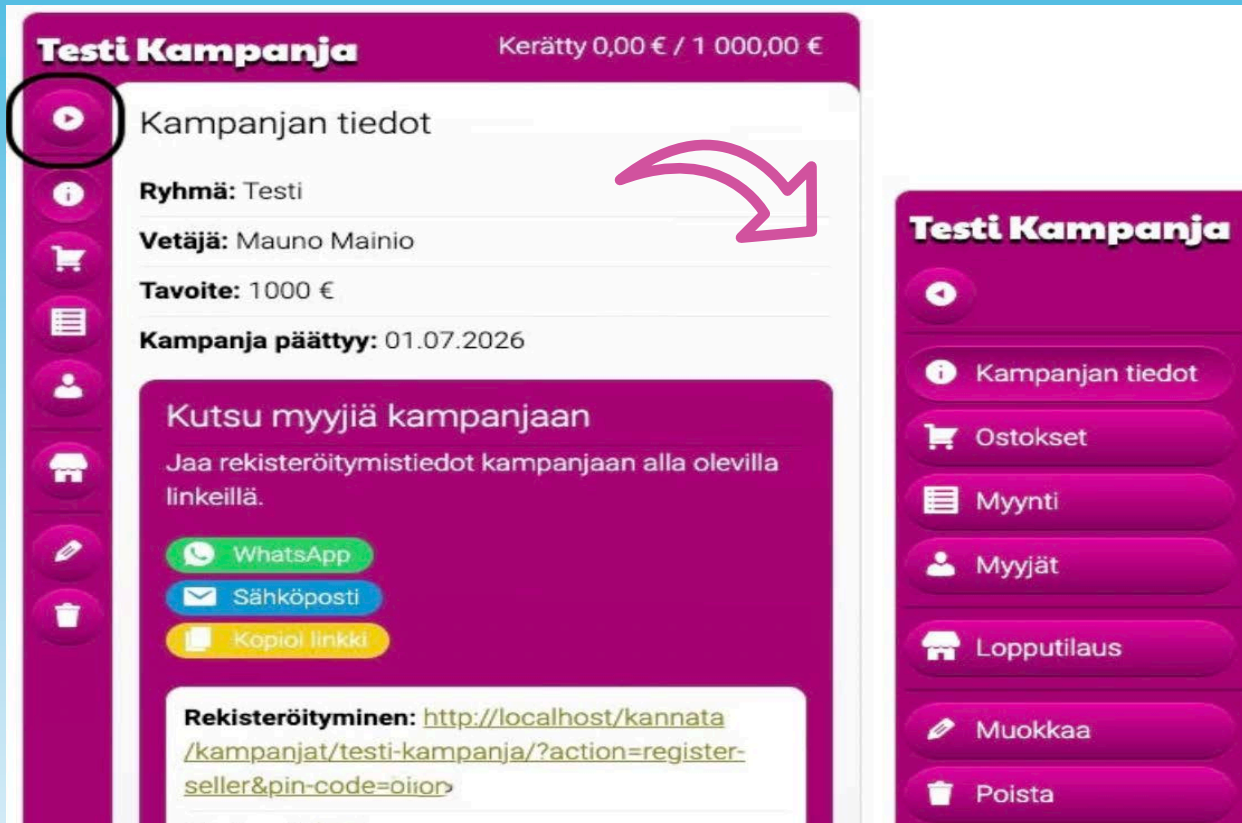 Testi Kampanja
Kerätty 0,00 € / 1 000,00 €
Kampanjan tiedot
Ryhmä: Testi
Vetäjä: Mauno Mainio
Tavoite: 1000 €
Kampanja päättyy: 01.07.2026
Kutsu myyjiä kampanjaan
Jaa rekisteröitymistiedot kampanjaan alla olevilla
linkeillä.
WhatsApp
Sähköposti
Kopioi linkki
Rekisteröityminen: http://localhost/kannata
/kampanjat/testi-kampanja/?action=register-
seller&pin-code=
Testi Kampanja
Kampanjan tiedot
Ostokset
Myynti
Myyjät
Lopputilaus
Muokkaa
Poista